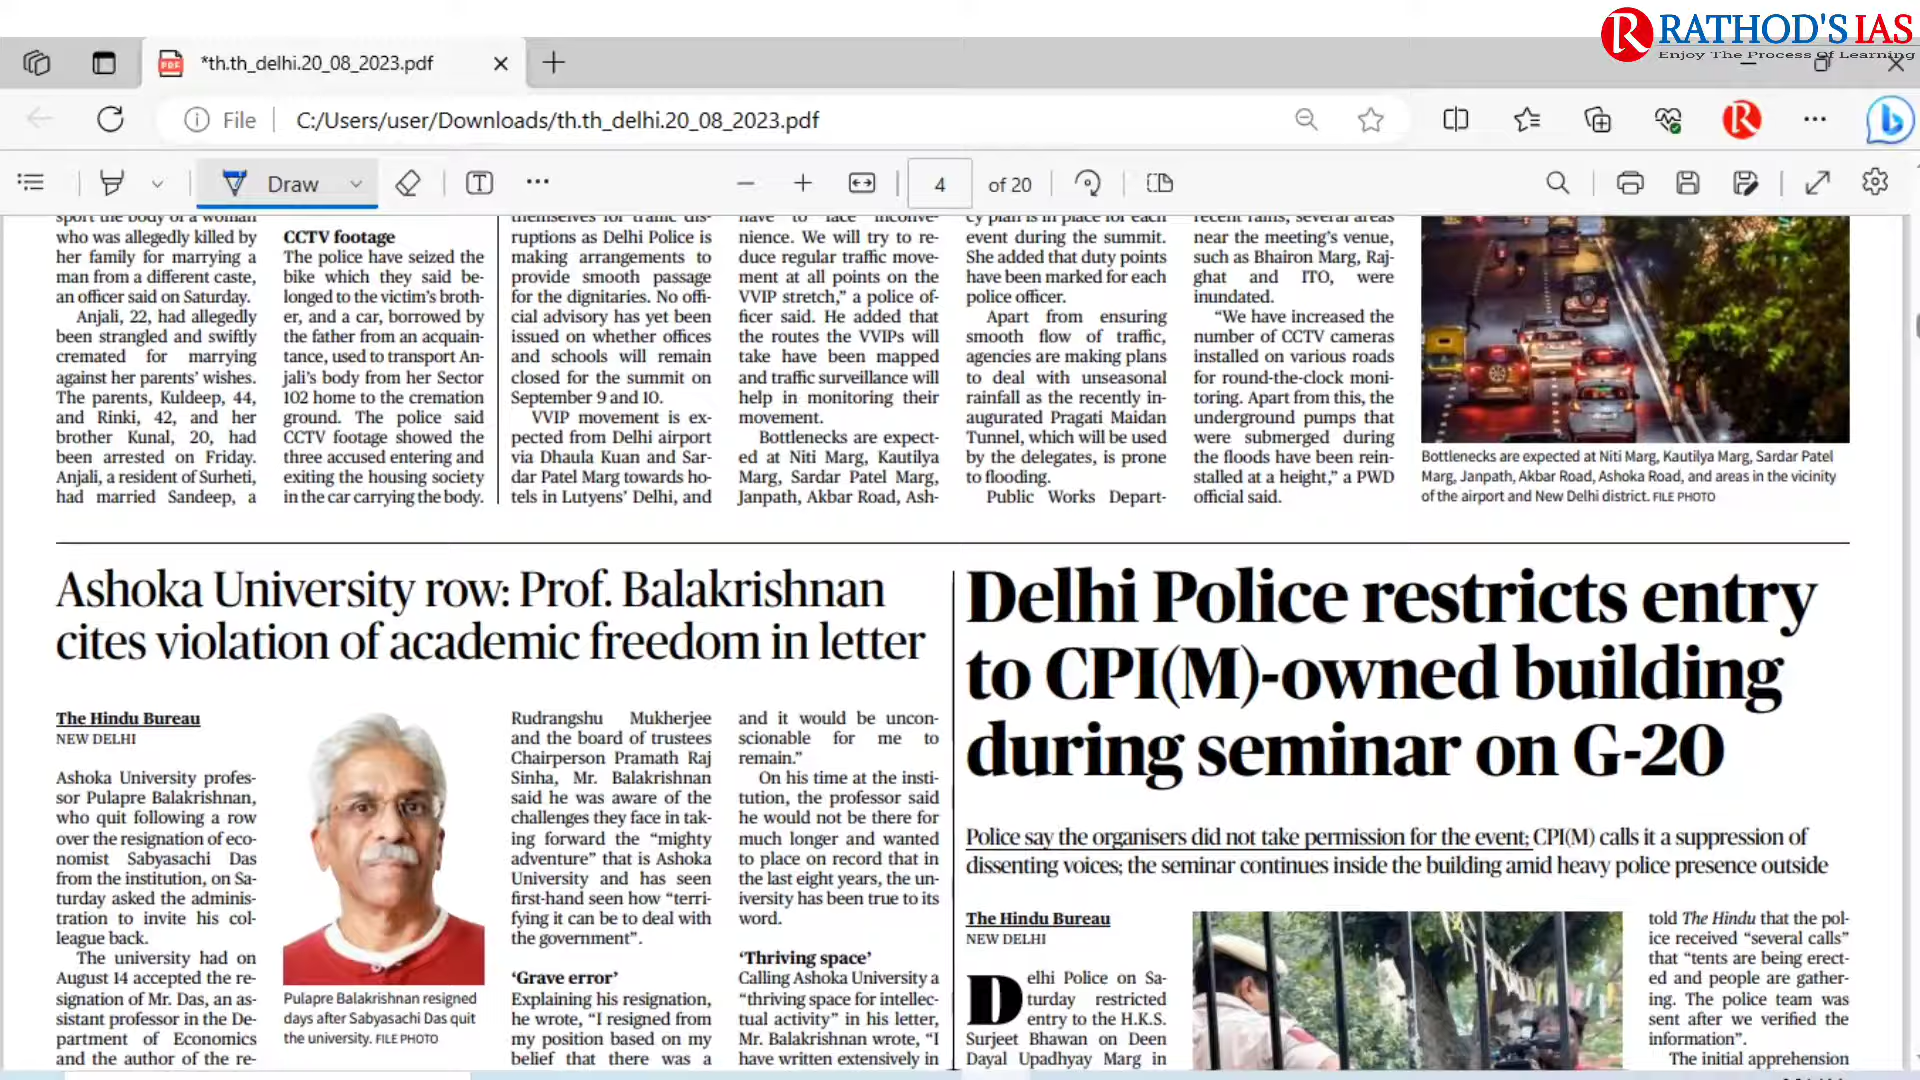 RATHOD'S IAS
Enjoy The Process Of Learning
*th.th_delhi.20_08_2023.pdf
File
C:/Users/user/Downloads/th.th_delhi.20_08_2023.pdf
Draw
4
of 20
sport the body of a woman
who was allegedly killed by
her family for marrying a
man from a different caste,
an officer said on Saturday.
Anjali, 22, had allegedly
been strangled and swiftly
cremated for marrying
against her parents' wishes.
The parents, Kuldeep, 44,
and Rinki, 42, and her
brother Kunal, 20, had
been arrested on Friday.
Anjali, a resident of Surheti,
had married Sandeep, a
CCTV footage
The police have seized the
bike which they said be-
longed to the victim's broth-
er, and a car, borrowed by
the father from an acquain-
tance, used to transport An-
jali's body from her Sector
102 home to the cremation
ground. The police said
CCTV footage showed the
three accused entering and
exiting the housing society
in the car carrying the body.
themselves for traffic dis-
ruptions as Delhi Police is
making arrangements to
provide smooth passage
for the dignitaries. No offi-
cial advisory has yet been
issued on whether offices
and schools will remain
closed for the summit on
September 9 and 10.
VVIP movement is ex-
pected from Delhi airport
via Dhaula Kuan and Sar-
dar Patel Marg towards ho-
tels in Lutyens' Delhi, and
have to face inconve-
nience. We will try to re-
duce regular traffic move-
ment at all points on the
VVIP stretch," a police of-
ficer said. He added that
the routes the VVIPs will
take have been mapped
and traffic surveillance will
help in monitoring their
movement.
Bottlenecks are expect-
ed at Niti Marg, Kautilya
Marg, Sardar Patel Marg,
Janpath, Akbar Road, Ash-
cy plan is in place for each
event during the summit.
She added that duty points
have been marked for each
police officer.
Apart from ensuring
smooth flow of traffic,
agencies are making plans
to deal with unseasonal
rainfall as the recently in-
augurated Pragati Maidan
Tunnel, which will be used
by the delegates, is prone
to flooding.
Public Works Depart-
recent rains, several areas
near the meeting's venue,
such as Bhairon Marg, Raj-
ghat and ITO, were
inundated.
"We have increased the
number of CCTV cameras
installed on various roads
for round-the-clock moni-
toring. Apart from this, the
underground pumps that
were submerged during
the floods have been rein-
stalled at a height," a PWD
official said.
Bottlenecks are expected at Niti Marg, Kautilya Marg, Sardar Patel
Marg, Janpath, Akbar Road, Ashoka Road, and areas in the vicinity
of the airport and New Delhi district. FILE PHOTO
Ashoka University row: Prof. Balakrishnan
cites violation of academic freedom in letter
The Hindu Bureau
NEW DELHI
Ashoka University profes-
sor Pulapre Balakrishnan,
who quit following a row
over the resignation of eco-
nomist Sabyasachi Das
from the institution, on Sa-
turday asked the adminis-
tration to invite his col-
league back.
The university had on
August 14 accepted the re-
signation of Mr. Das, an as-
sistant professor in the De-
partment of Economics
and the author of the re-
Pulapre Balakrishnan resigned
days after Sabyasachi Das quit
the university. FILE PHOTO
Rudrangshu Mukherjee
and the board of trustees
Chairperson Pramath Raj
Sinha, Mr. Balakrishnan
said he was aware of the
challenges they face in tak-
ing forward the "mighty
adventure" that is Ashoka
University and has seen
first-hand seen how "terri-
fying it can be to deal with
the government".
'Grave error'
Explaining his resignation,
he wrote, "I resigned from
my position based on my
belief that there was a
and it would be uncon-
scionable for me to
remain."
On his time at the insti-
tution, the professor said
he would not be there for
much longer and wanted
to place on record that in
the last eight years, the un-
iversity has been true to its
word.
'Thriving space'
Calling Ashoka University a
"thriving space for intellec-
tual activity" in his letter,
Mr. Balakrishnan wrote, "I
have written extensively in
Delhi Police restricts entry
to CPI(M)-owned building
during seminar on G-20
Police say the organisers did not take permission for the event; CPI(M) calls it a suppression of
dissenting voices; the seminar continues inside the building amid heavy police presence outside
The Hindu Bureau
NEW DELHI
Delhi Police on Sa-
turday restricted
entry to the H.K.S.
Surjeet Bhawan on Deen
Dayal Upadhyay Marg in
told The Hindu that the pol-
ice received "several calls"
that "tents are being erect-
ed and people are gather-
ing. The police team was
sent after we verified the
information".
The initial apprehension